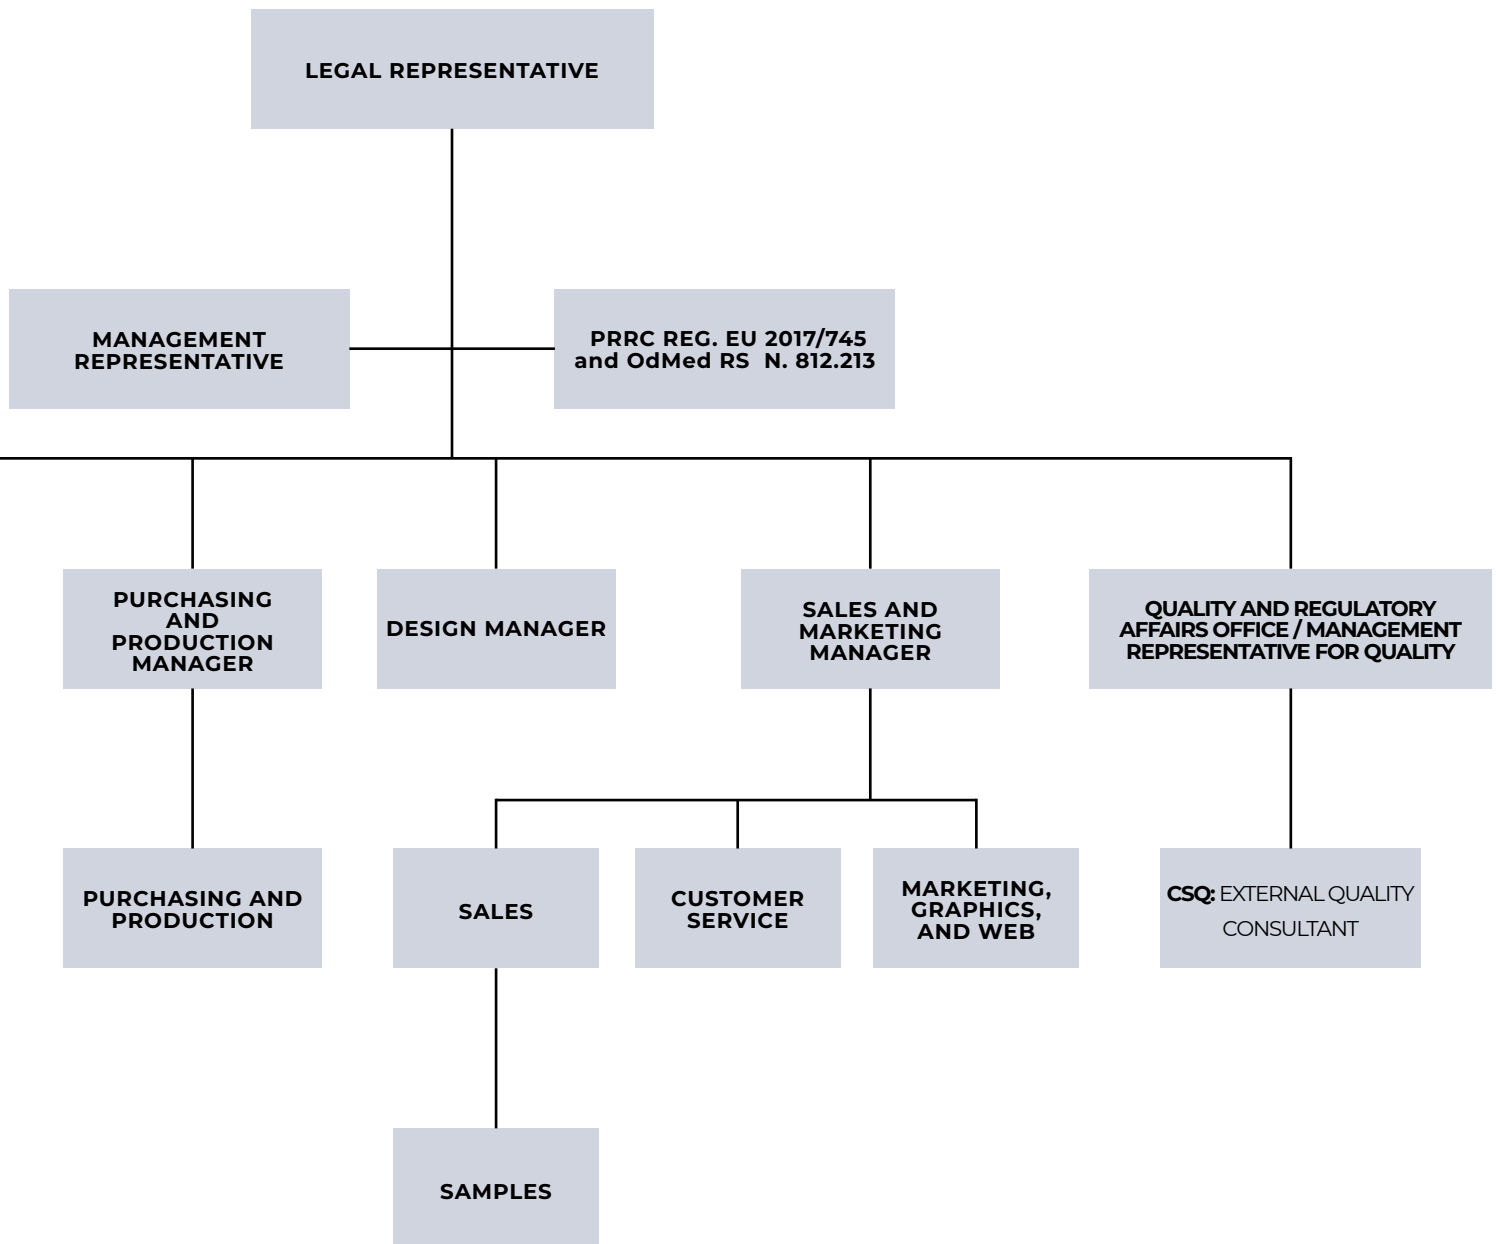 LEGAL REPRESENTATIVE
MANAGEMENT
REPRESENTATIVE
PRRC REG. EU 2017/745
and OdMed RS N. 812.213
PURCHASING
AND
PRODUCTION
MANAGER
DESIGN MANAGER
SALES AND
MARKETING
MANAGER
QUALITY AND REGULATORY
AFFAIRS OFFICE / MANAGEMENT
REPRESENTATIVE FOR QUALITY
PURCHASING AND
PRODUCTION
SALES
CUSTOMER
SERVICE
MARKETING,
GRAPHICS,
AND WEB
CSQ: EXTERNAL QUALITY
CONSULTANT
SAMPLES